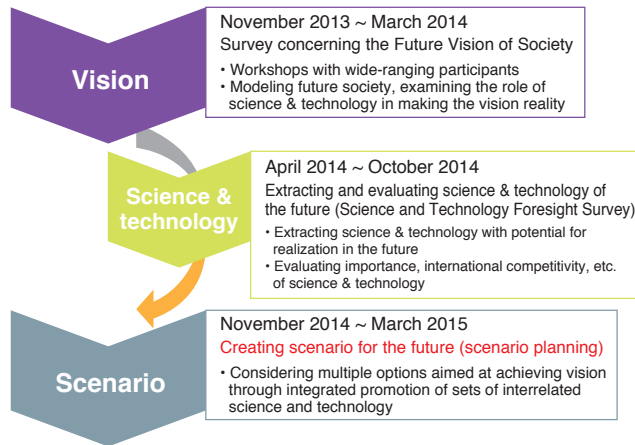 Vision
November 2013 ~ March 2014
Survey concerning the Future Vision of Society
• Workshops with wide-ranging participants
• Modeling future society, examining the role of
science & technology in making the vision reality
Science &
technology
April 2014 ~ October 2014
Extracting and evaluating science & technology of
the future (Science and Technology Foresight Survey)
• Extracting science & technology with potential for
realization in the future
• Evaluating importance, international competitivity, etc.
of science & technology
Scenario
November 2014 ~ March 2015
Creating scenario for the future (scenario planning)
• Considering multiple options aimed at achieving vision
through integrated promotion of sets of interrelated
science and technology